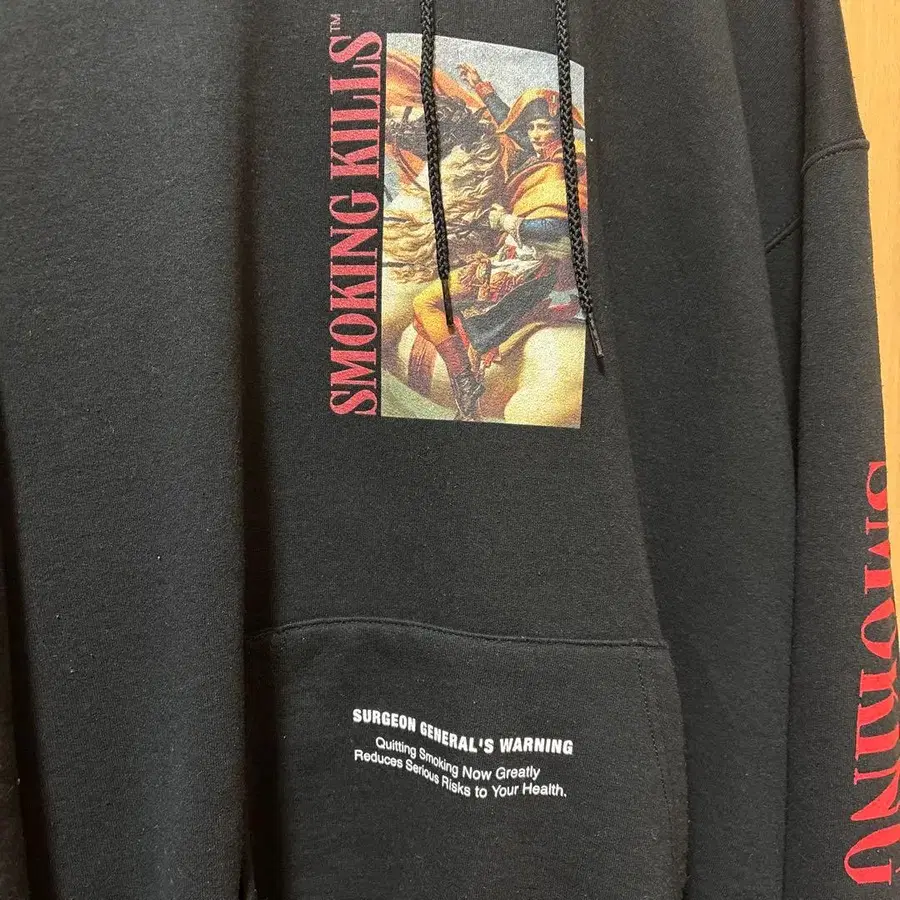 SMOKING KILLS™
SURGEON GENERAL'S WARNING
Quitting Smoking Now Greatly
Reduces Serious Risks to Your Health.
SMOKING